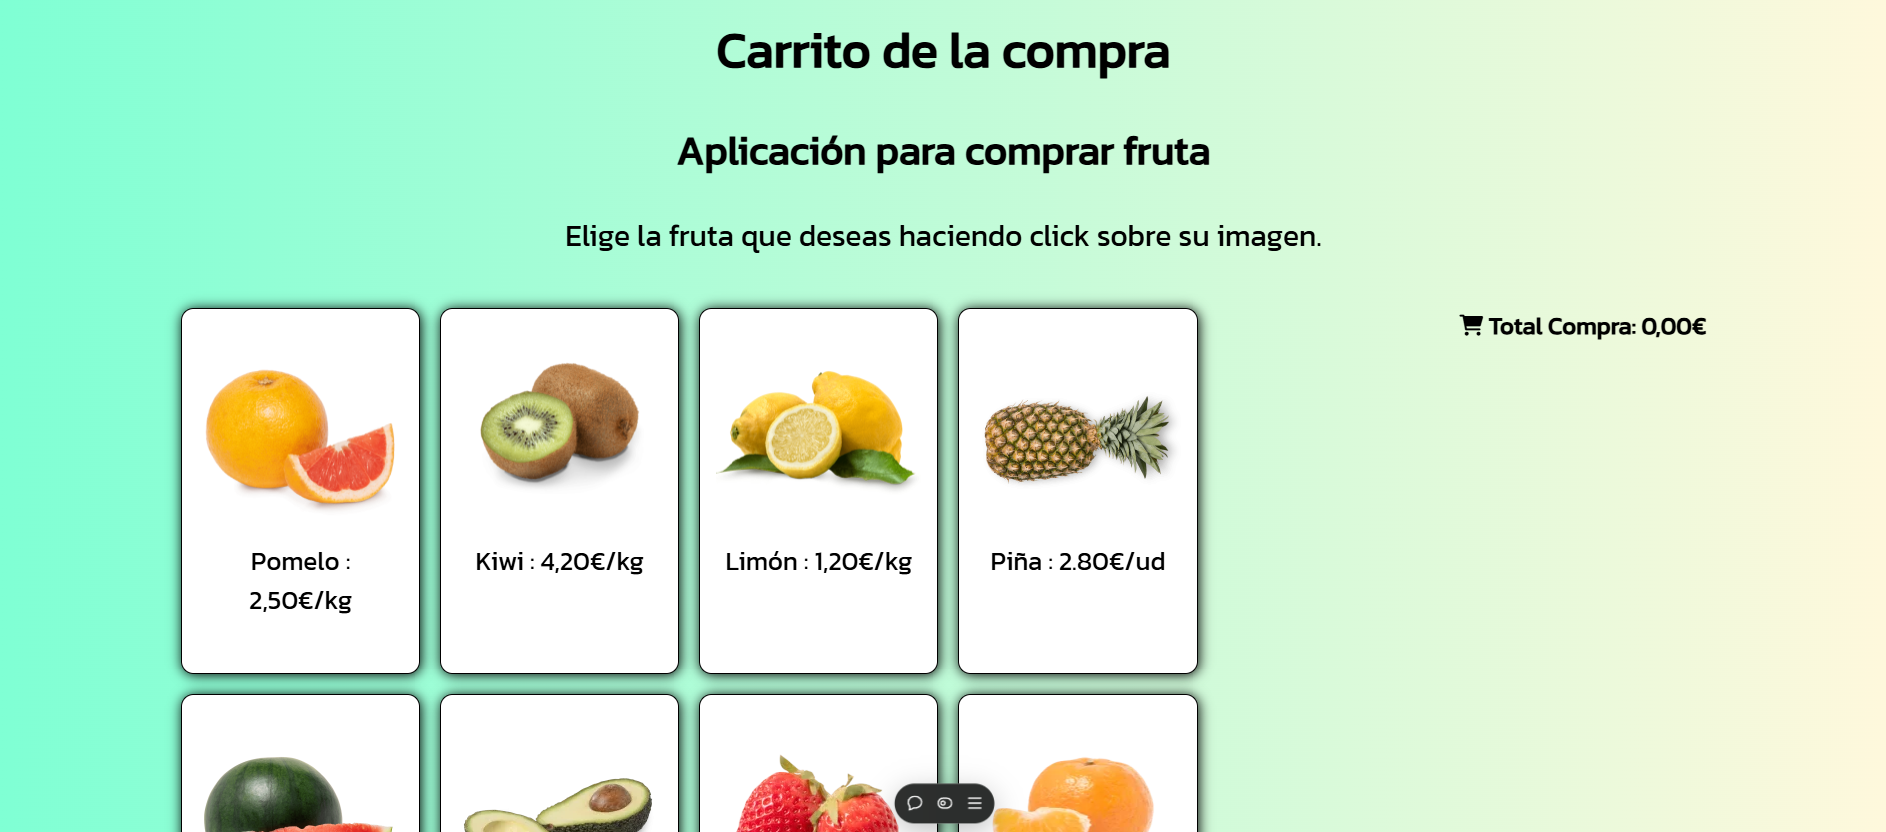 Carrito de la compra
Aplicación para comprar fruta
Elige la fruta que deseas haciendo click sobre su imagen.
Total Compra: 0,00€
Pomelo :
2,50€/kg
Kiwi : 4,20€/kg
Limón : 1,20€/kg
Piña : 2.80€/ud